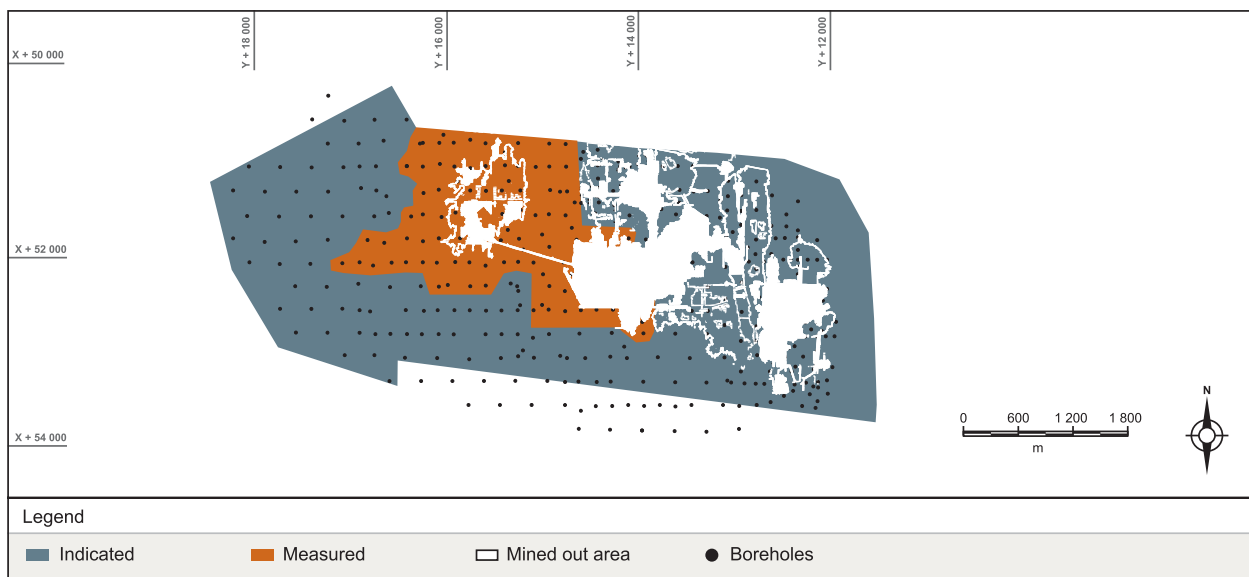 Y + 18 000
Y + 16 000
Y + 14 000
Y + 12 000
X + 50 000
X + 52 000
X + 54 000
N
0 600 1 200 1 800
m
Legend
Indicated Measured Mined out area Boreholes